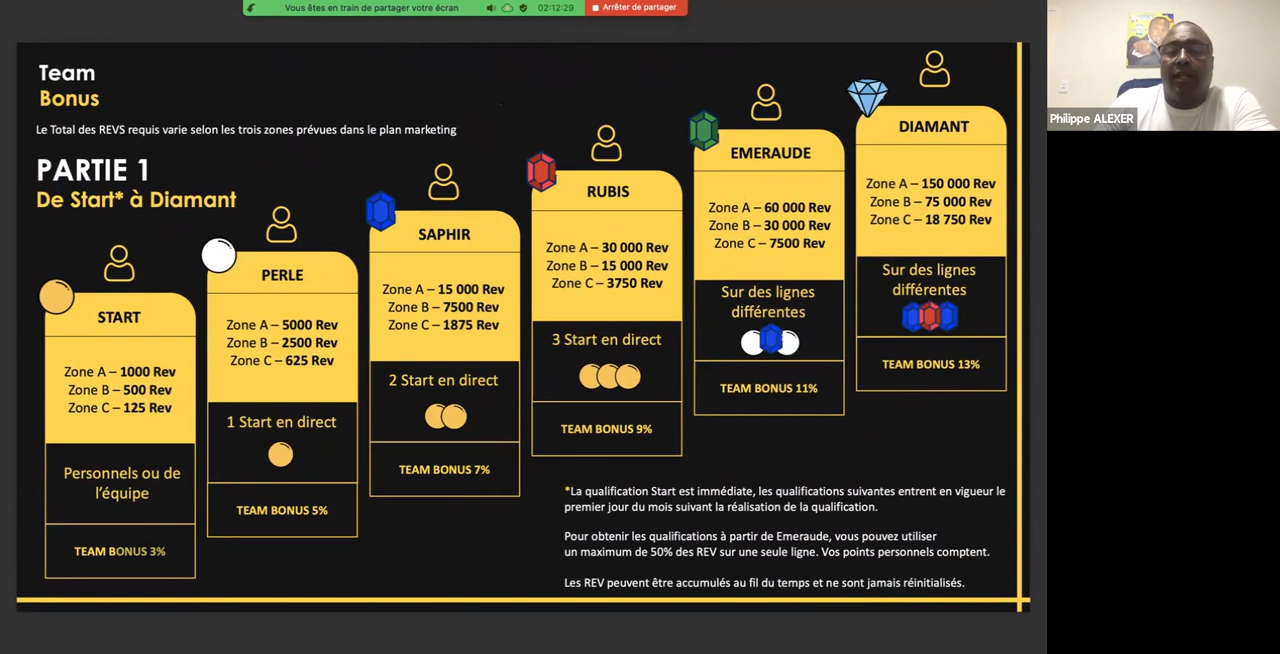 Vous êtes en train de partager votre écran
02:12:29
Arrêter de partager
Philippe ALEXER
Team
Bonus
Le Total des REVS requis varie selon les trois zones prévues dans le plan marketing
PARTIE 1
De Start* à Diamant
START
Zone A – 1000 Rev
Zone B – 500 Rev
Zone C – 125 Rev
Personnels ou de
l’équipe
TEAM BONUS 3%
PERLE
Zone A – 5000 Rev
Zone B – 2500 Rev
Zone C – 625 Rev
1 Start en direct
TEAM BONUS 5%
SAPHIR
Zone A – 15 000 Rev
Zone B – 7500 Rev
Zone C – 1875 Rev
2 Start en direct
TEAM BONUS 7%
RUBIS
Zone A – 30 000 Rev
Zone B – 15 000 Rev
Zone C – 3750 Rev
3 Start en direct
TEAM BONUS 9%
EMERAUDE
Zone A – 60 000 Rev
Zone B – 30 000 Rev
Zone C – 7500 Rev
Sur des lignes
différentes
TEAM BONUS 11%
DIAMANT
Zone A – 150 000 Rev
Zone B – 75 000 Rev
Zone C – 18 750 Rev
Sur des lignes
différentes
TEAM BONUS 13%
*La qualification Start est immédiate, les qualifications suivantes entrent en vigueur le
premier jour du mois suivant la réalisation de la qualification.
Pour obtenir les qualifications à partir de Emeraude, vous pouvez utiliser
un maximum de 50% des REV sur une seule ligne. Vos points personnels comptent.
Les REV peuvent être accumulés au fil du temps et ne sont jamais réinitialisés.